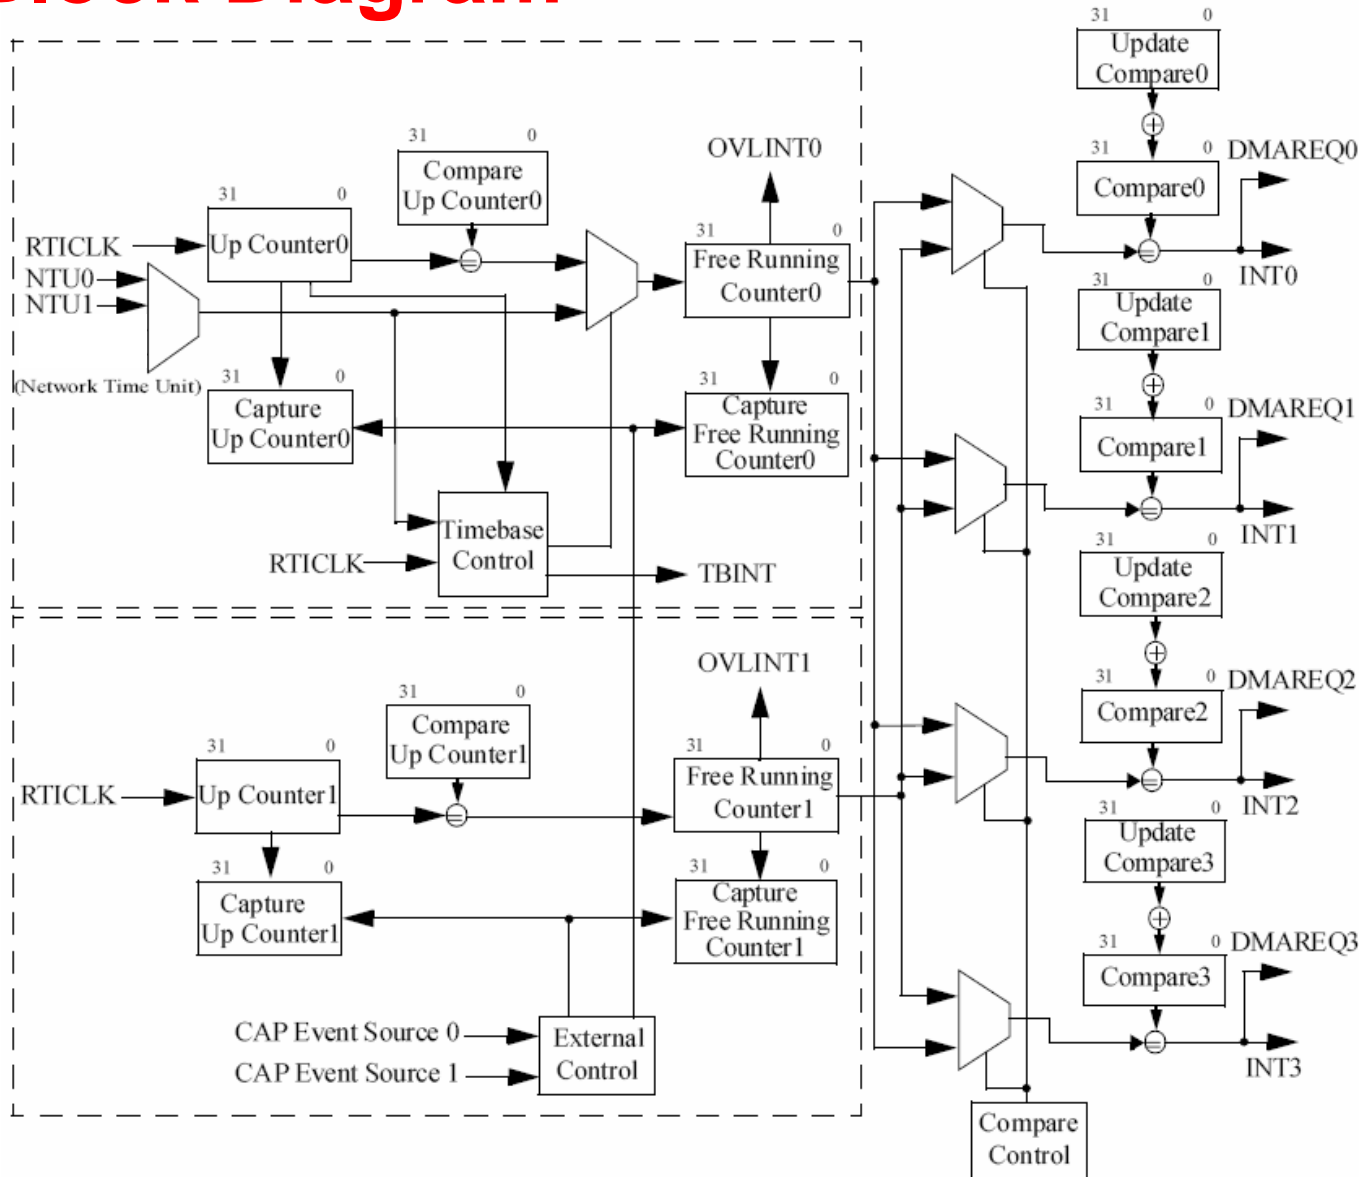 Block Diagram
31 0
Update
Compare0
31 0
Compare0
DMAREQ0
INT0
31 0
Update
Compare1
31 0
Compare1
DMAREQ1
INT1
31 0
Update
Compare2
31 0
Compare2
DMAREQ2
INT2
31 0
Update
Compare3
31 0
Compare3
DMAREQ3
INT3
31 0
Compare
Up Counter0
OVLINT0
31 0
Up Counter0
RTICLK
NTU0
NTU1
(Network Time Unit)
31 0
Free Running
Counter0
31 0
Capture
Up Counter0
31 0
Capture
Free Running
Counter0
Timebase
Control
RTICLK
TBINT
OVLINT1
31 0
Compare
Up Counter1
31 0
Up Counter1
RTICLK
31 0
Free Running
Counter1
31 0
Capture
Up Counter1
31 0
Capture
Free Running
Counter1
CAP Event Source 0
CAP Event Source 1
External
Control
Compare
Control